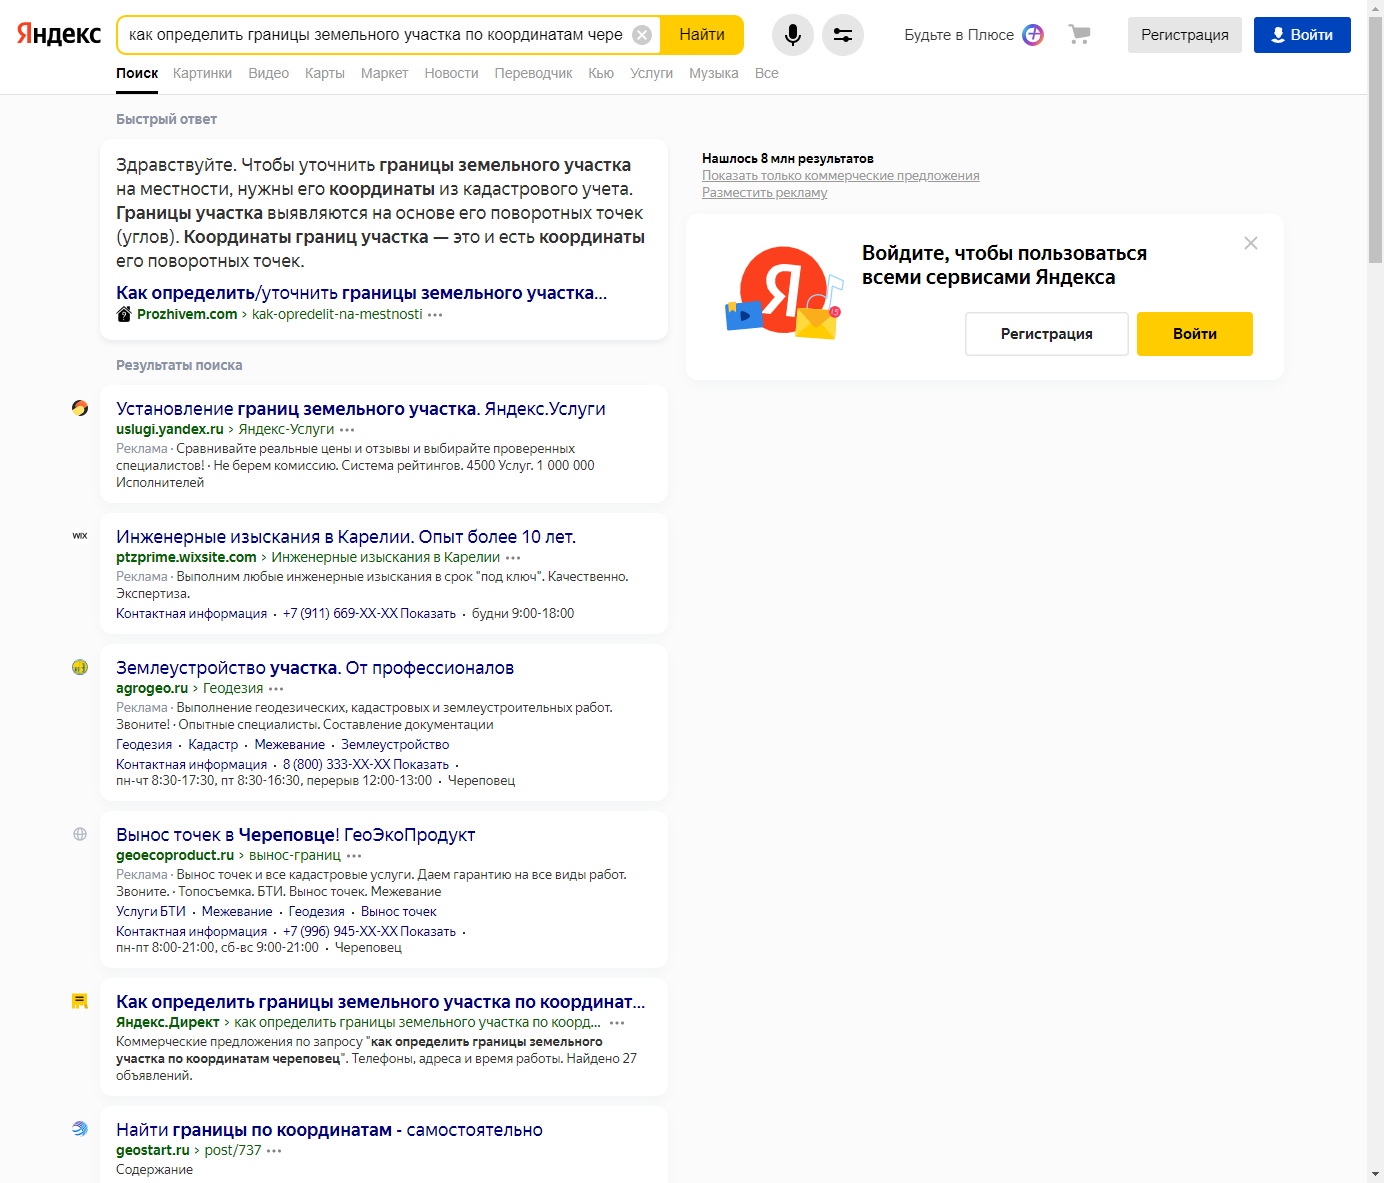 Яндекс
как определить границы земельного участка по координатам чере
Найти
Будьте в Плюсе
Регистрация
Войти
Поиск Картинки Видео Карты Маркет Новости Переводчик Кью Услуги Музыка Все
Быстрый ответ
Здравствуйте. Чтобы уточнить границы земельного участка
на местности, нужны его координаты из кадастрового учета.
Границы участка выявляются на основе его поворотных точек
(углов). Координаты границ участка — это и есть координаты
его поворотных точек.
Как определить/уточнить границы земельного участка...
Prozhivem.com › kak-opredelit-na-mestnosti
Нашлось 8 млн результатов
Показать только коммерческие предложения
Разместить рекламу
Я
15
Войдите, чтобы пользоваться
всеми сервисами Яндекса
Регистрация
Войти
Результаты поиска
Установление границ земельного участка. Яндекс.Услуги
uslugi.yandex.ru › Яндекс-Услуги
Реклама · Сравнивайте реальные цены и отзывы и выбирайте проверенных
специалистов! · Не берем комиссию. Система рейтингов. 4500 Услуг. 1 000 000
Исполнителей
WIX
Инженерные изыскания в Карелии. Опыт более 10 лет.
ptzprime.wixsite.com › Инженерные изыскания в Карелии
Реклама · Выполним любые инженерные изыскания в срок "под ключ". Качественно.
Экспертиза.
Контактная информация · +7 (911) 669-XX-XX Показать · будни 9:00-18:00
Землеустройство участка. От профессионалов
agrogeo.ru › Геодезия
Реклама · Выполнение геодезических, кадастровых и землеустроительных работ.
Звоните! · Опытные специалисты. Составление документации
Геодезия · Кадастр · Межевание · Землеустройство
Контактная информация · 8 (800) 333-XX-XX Показать ·
пн-чт 8:30-17:30, пт 8:30-16:30, перерыв 12:00-13:00 · Череповец
Вынос точек в Череповце! ГеоЭкоПродукт
geoecoproduct.ru › вынос-границ
Реклама · Вынос точек и все кадастровые услуги. Даем гарантию на все виды работ.
Звоните. · Топосъемка. БТИ. Вынос точек. Межевание
Услуги БТИ · Межевание · Геодезия · Вынос точек
Контактная информация · +7 (996) 945-XX-XX Показать ·
пн-пт 8:00-21:00, сб-вс 9:00-21:00 · Череповец
Как определить границы земельного участка по координат...
Яндекс.Директ › как определить границы земельного участка по коорд...
Коммерческие предложения по запросу "как определить границы земельного
участка по координатам череповец". Телефоны, адреса и время работы. Найдено 27
объявлений.
Найти границы по координатам - самостоятельно
geostart.ru › post/737
Содержание